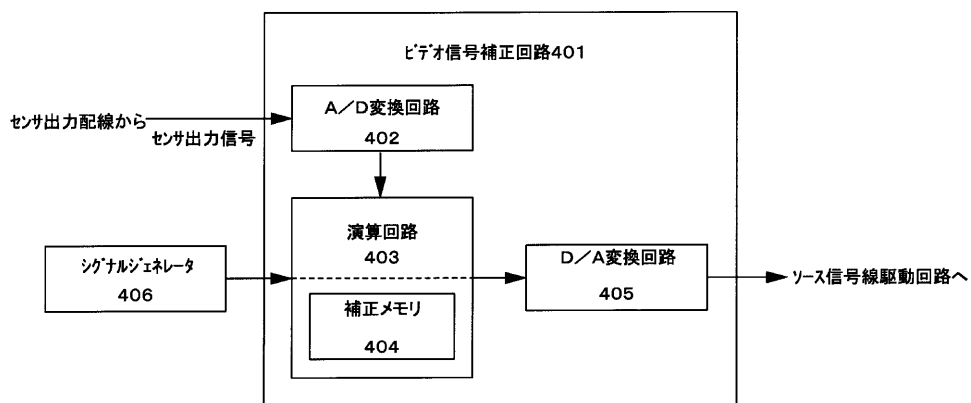 ビデオ信号補正回路401
A/D変換回路
402
センサ出力配線から
センサ出力信号
演算回路
403
シグナルジェネレータ
406
D/A変換回路
405
ソース信号線駆動回路へ
補正メモリ
404